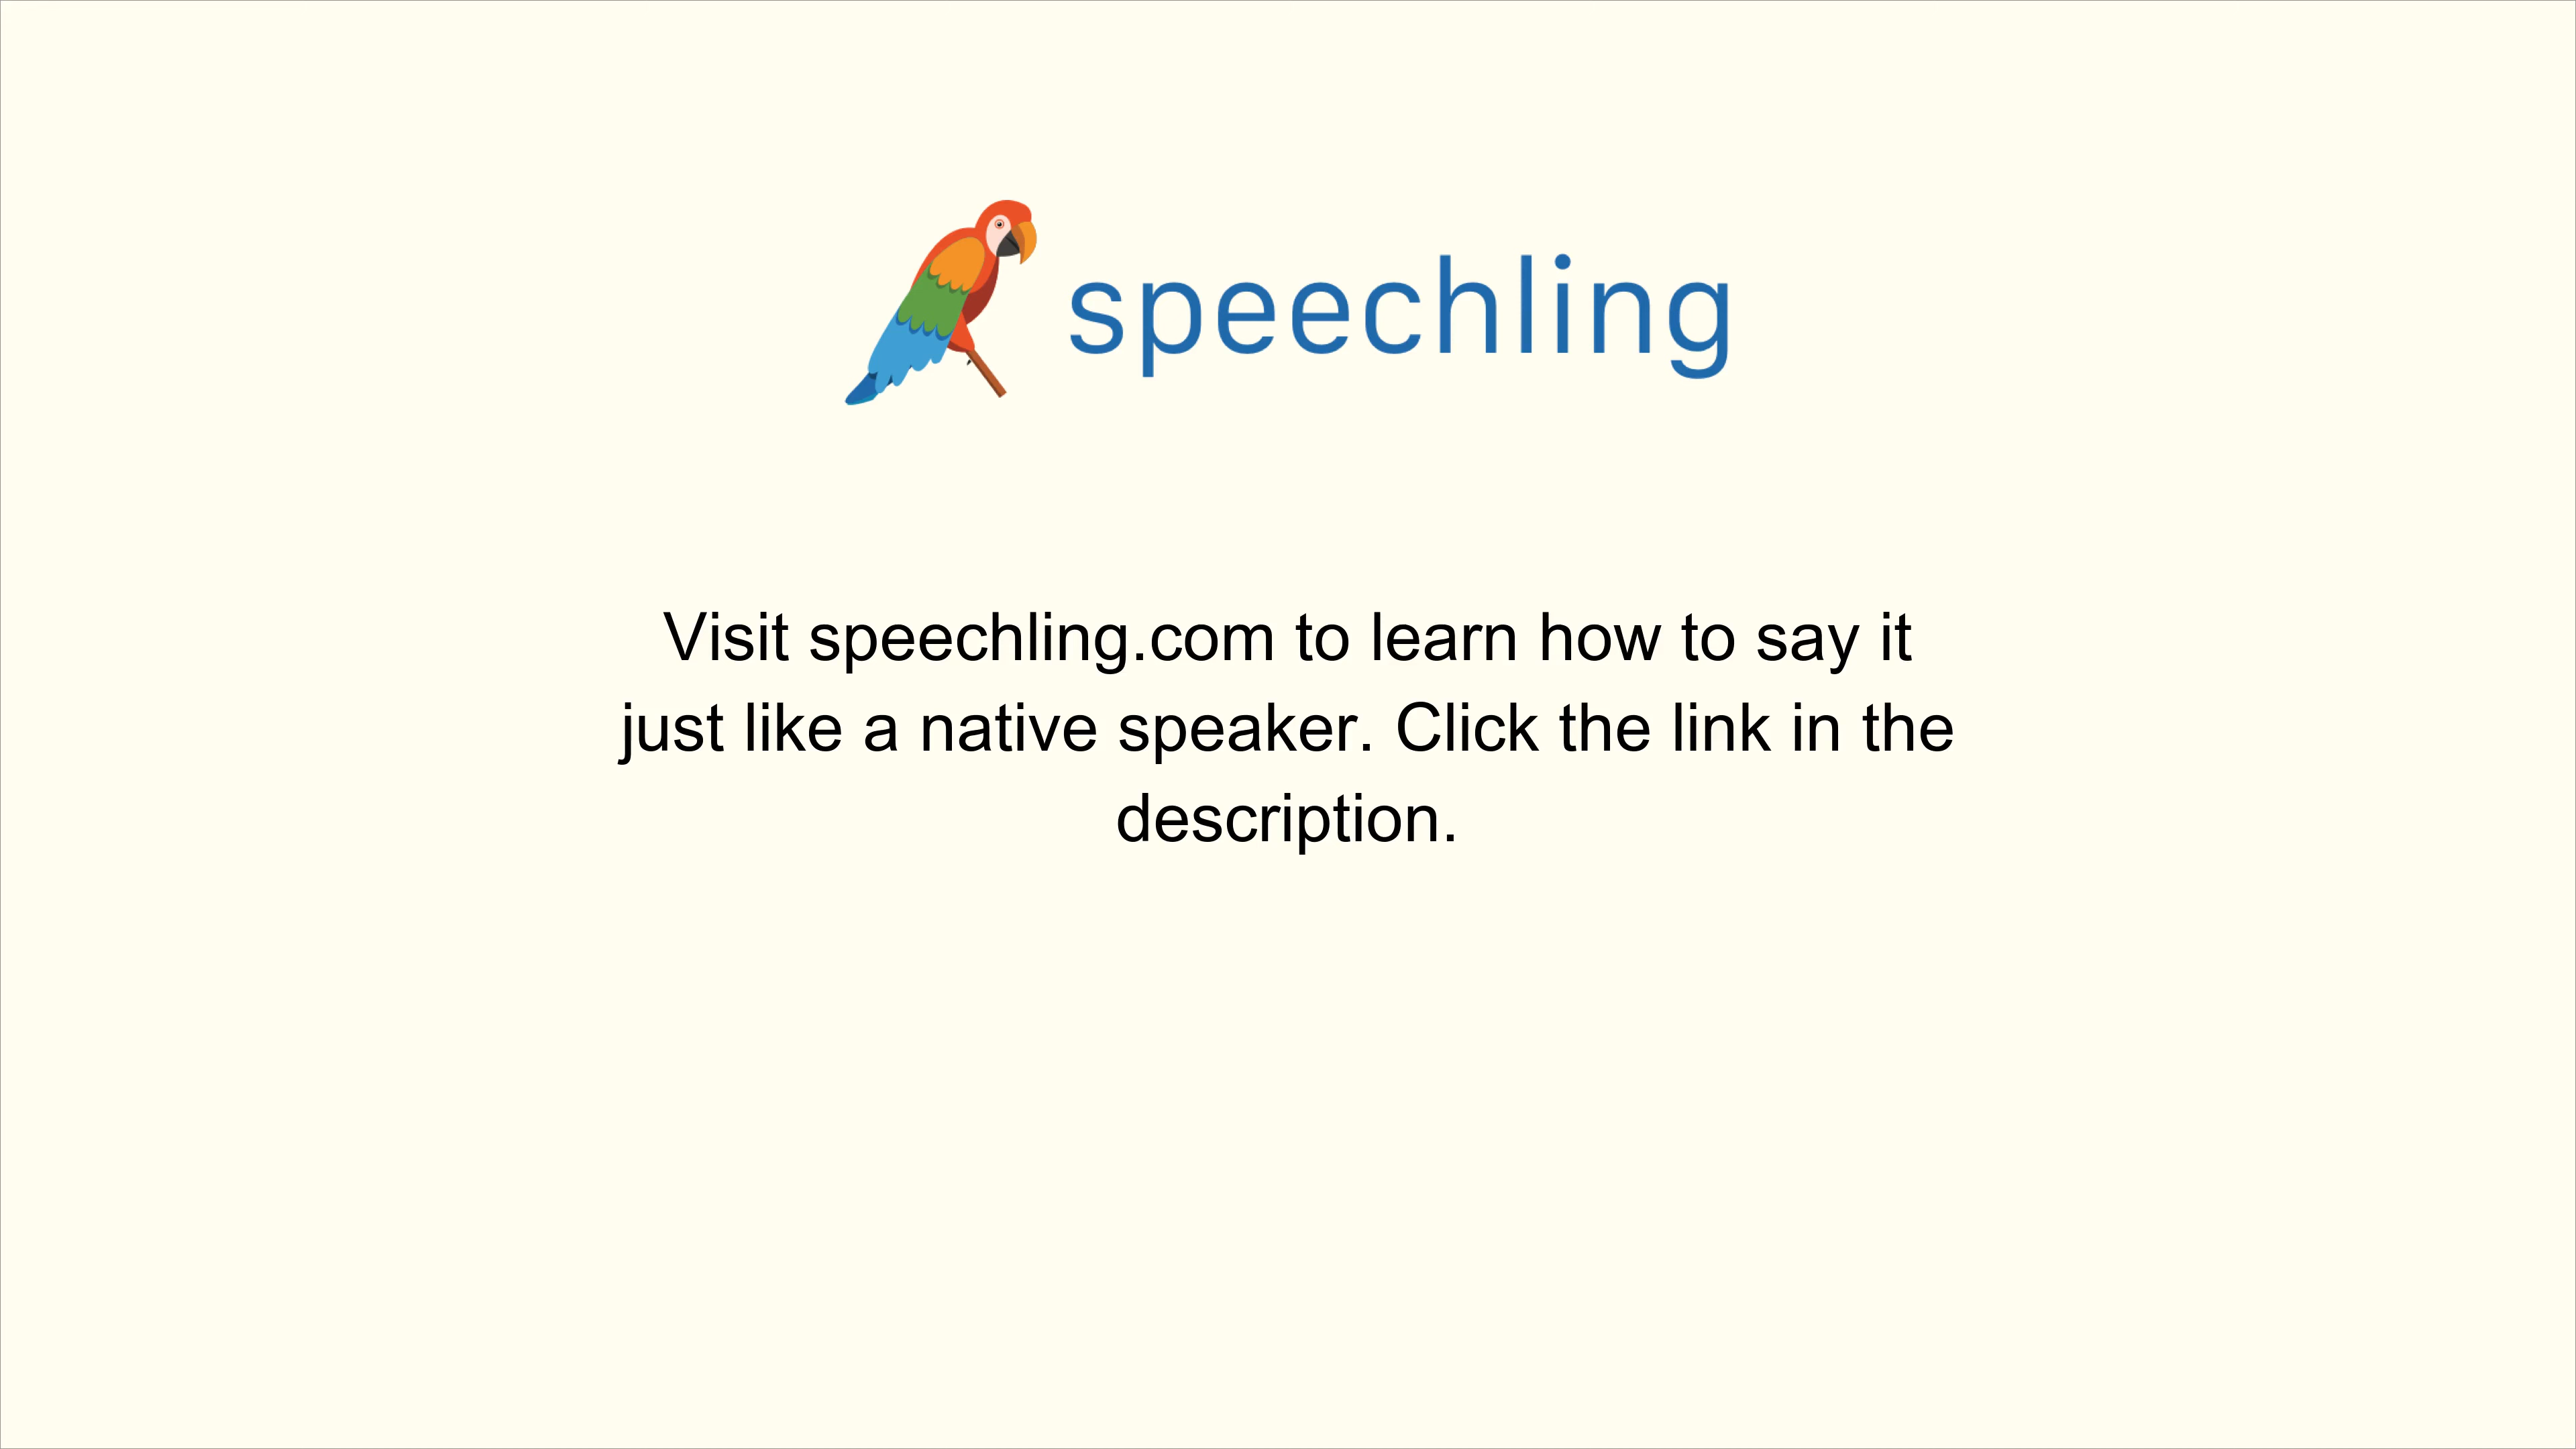 speechling
Visit speechling.com to learn how to say it
just like a native speaker. Click the link in the
description.